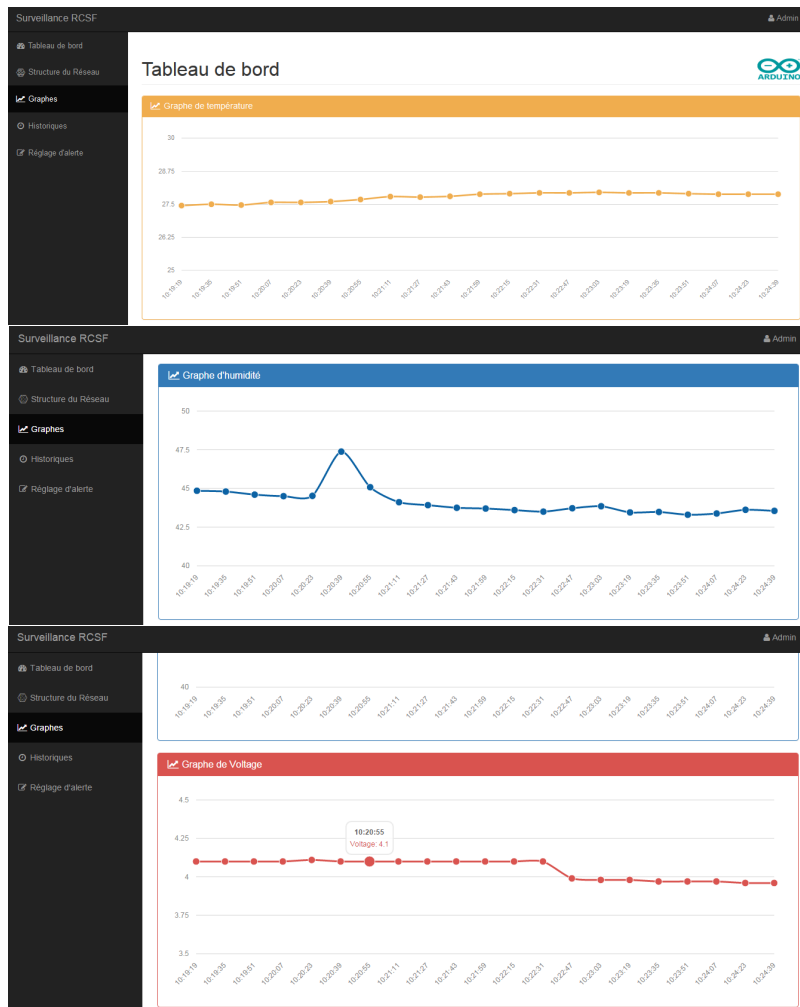 Surveillance RCSF
Admin
Tableau de bord
Structure du Réseau
Graphes
Historiques
Réglage d'alerte
Tableau de bord
ARDUINO
Graphe de température
30
28.75
27.5
26.25
25
10:19:19 10:19:35 10:19:51 10:20:07 10:20:23 10:20:39 10:20:55 10:21:11 10:21:27 10:21:43 10:21:59 10:22:15 10:22:31 10:22:47 10:23:03 10:23:19 10:23:35 10:23:51 10:24:07 10:24:23 10:24:39
Surveillance RCSF
Admin
Tableau de bord
Structure du Réseau
Graphes
Historiques
Réglage d'alerte
Graphe d'humidité
50
47.5
45
42.5
40
10:19:19 10:19:35 10:19:51 10:20:07 10:20:23 10:20:39 10:20:55 10:21:11 10:21:27 10:21:43 10:21:59 10:22:15 10:22:31 10:22:47 10:23:03 10:23:19 10:23:35 10:23:51 10:24:07 10:24:23 10:24:39
Surveillance RCSF
Admin
Tableau de bord
Structure du Réseau
Graphes
Historiques
Réglage d'alerte
40
10:19:19 10:19:35 10:19:51 10:20:07 10:20:23 10:20:39 10:20:55 10:21:11 10:21:27 10:21:43 10:21:59 10:22:15 10:22:31 10:22:47 10:23:03 10:23:19 10:23:35 10:23:51 10:24:07 10:24:23 10:24:39
Graphe de Voltage
4.5
4.25
10:20:55
Voltage: 4.1
4
3.75
3.5
10:19:19 10:19:35 10:19:51 10:20:07 10:20:23 10:20:39 10:20:55 10:21:11 10:21:27 10:21:43 10:21:59 10:22:15 10:22:31 10:22:47 10:23:03 10:23:19 10:23:35 10:23:51 10:24:07 10:24:23 10:24:39